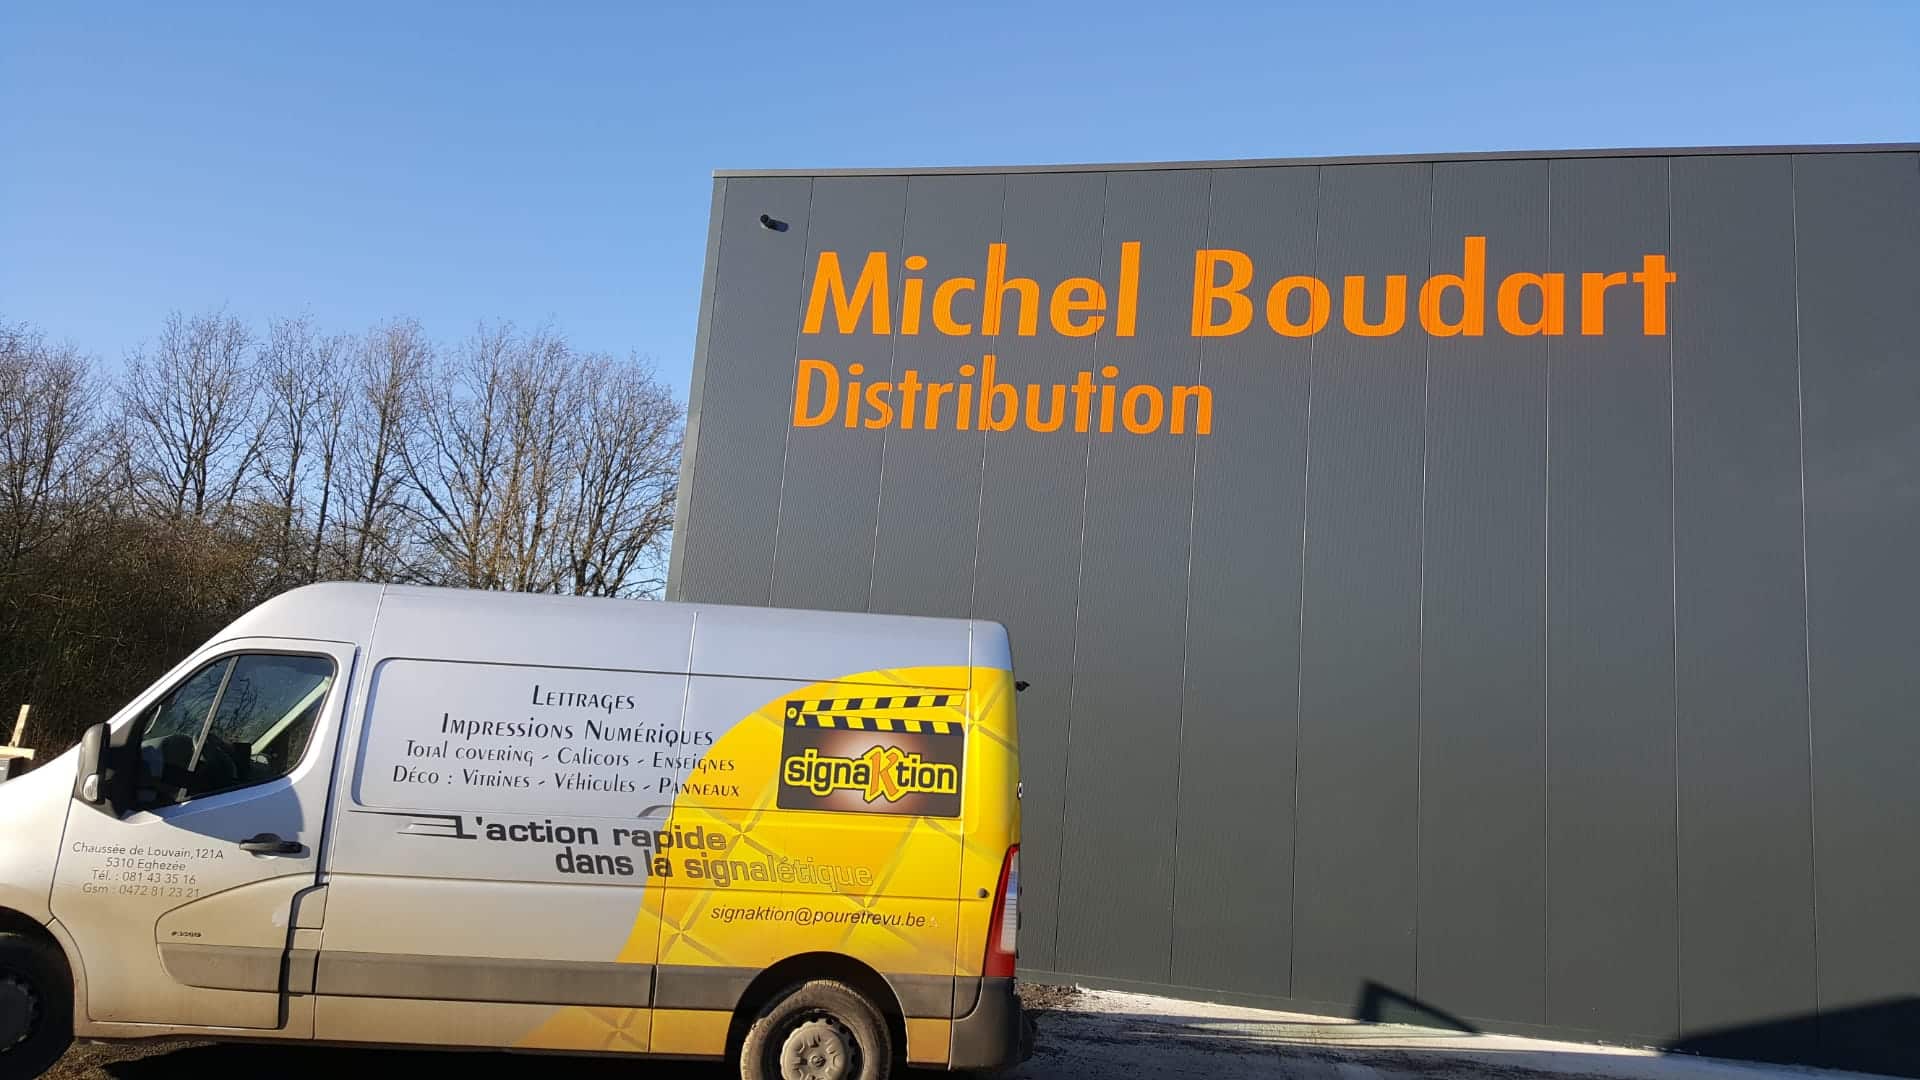 Michel Boudart
Distribution
Lettrages
Impressions Numériques
Total covering - Calicots - Enseignes
Déco : Vitrines - Véhicules - Panneaux
signaKtion
L'action rapide
dans la signalétique
signaktion@pouretrevu.be
Chaussée de Louvain,121A
5310 Eghezée
Tél. : 081 43 35 16
Gsm : 0472 81 23 21